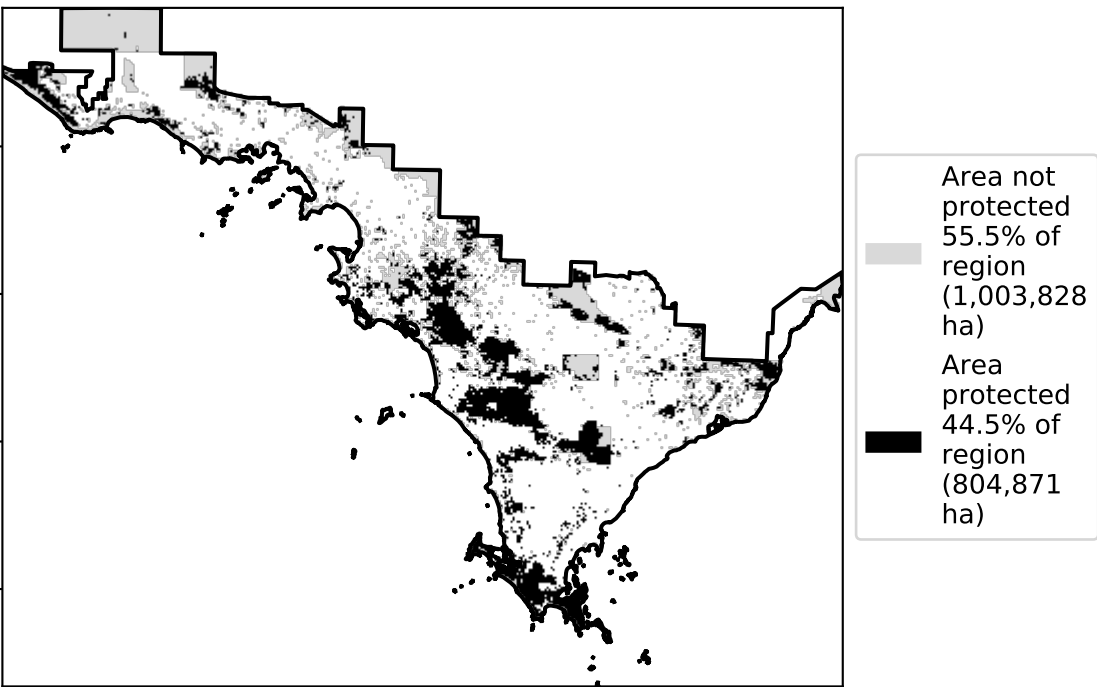 Area not
protected
55.5% of
region
(1,003,828
ha)
Area
protected
44.5% of
region
(804,871
ha)